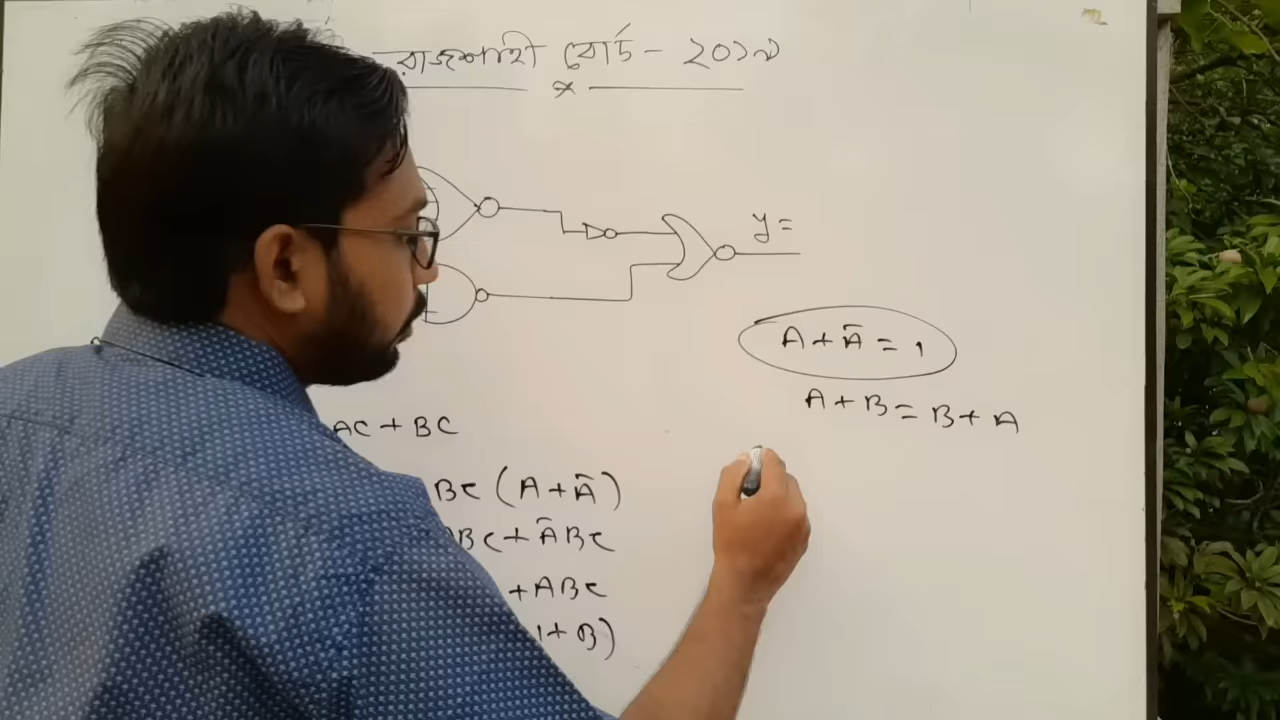 রাজশাহী বোর্ড - ২০১৯
y =
A + Ā = 1
A + B = B + A
AC + BC
BC (A + Ā)
BC + ĀBC
+ ABC
1 + B)